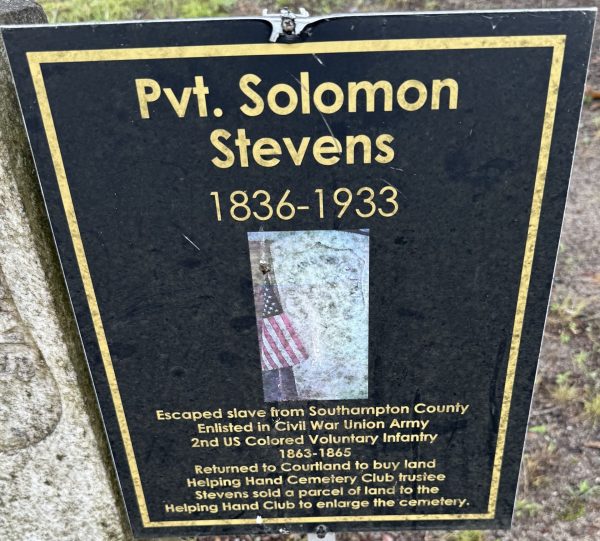 Pvt. Solomon
Stevens
1836-1933
Escaped slave from Southampton County
Enlisted in Civil War Union Army
2nd US Colored Voluntary Infantry
1863-1865
Returned to Courtland to buy land
Helping Hand Cemetery Club trustee
Stevens sold a parcel of land to the
Helping Hand Club to enlarge the cemetery.